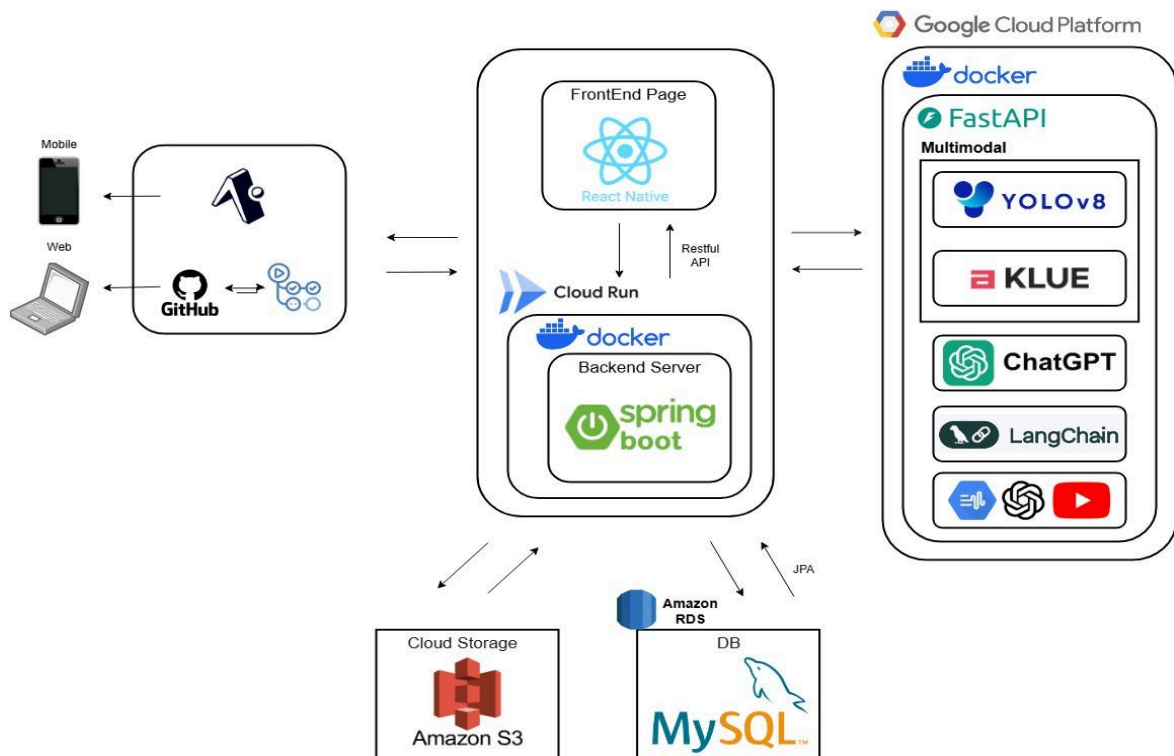 Google Cloud Platform
docker
FastAPI
Multimodal
YOLOv8
KLUE
ChatGPT
LangChain
FrontEnd Page
React Native
Restful
API
Cloud Run
docker
Backend Server
spring
boot
Mobile
Web
GitHub
JPA
Amazon
RDS
Cloud Storage
Amazon S3
DB
MySQL
TM